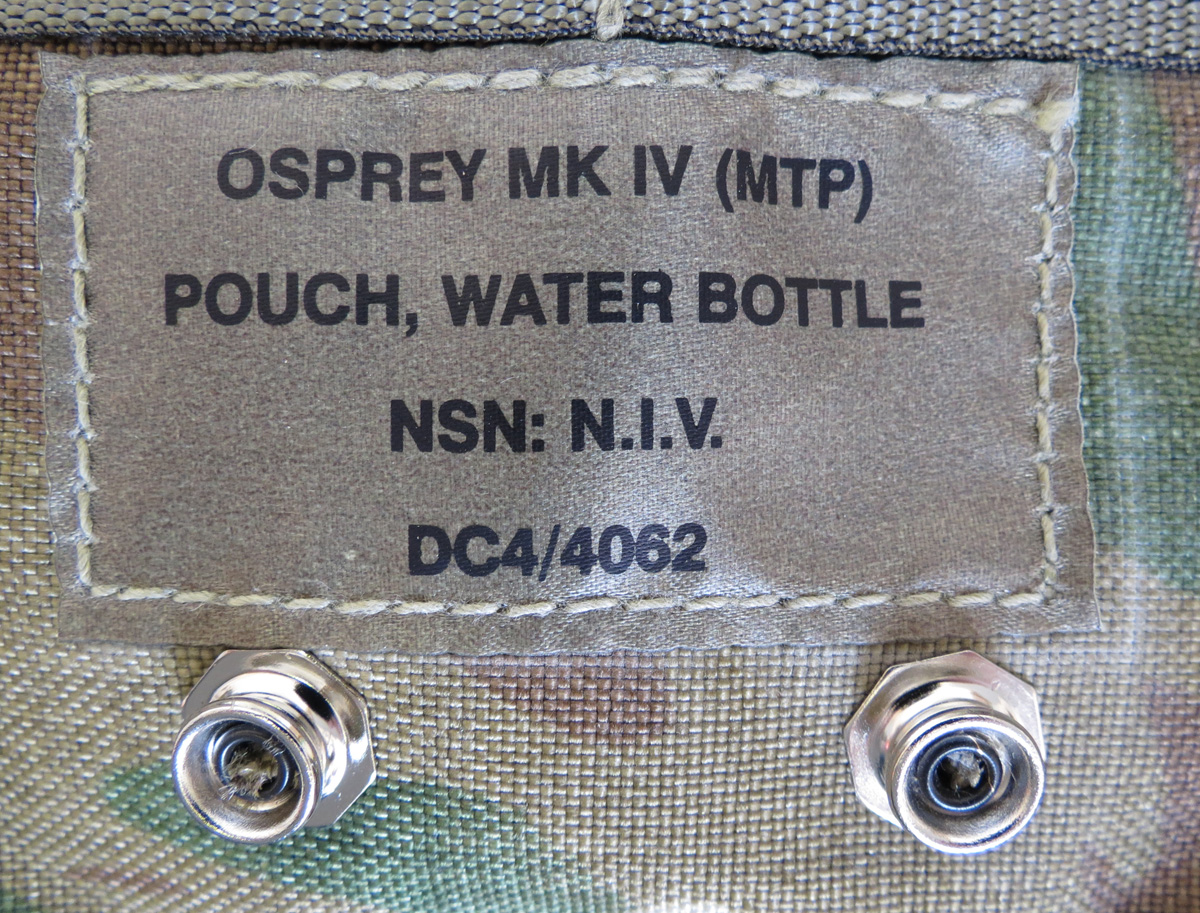 OSPREY MK IV (MTP)
POUCH, WATER BOTTLE
NSN: N.I.V.
DC4/4062